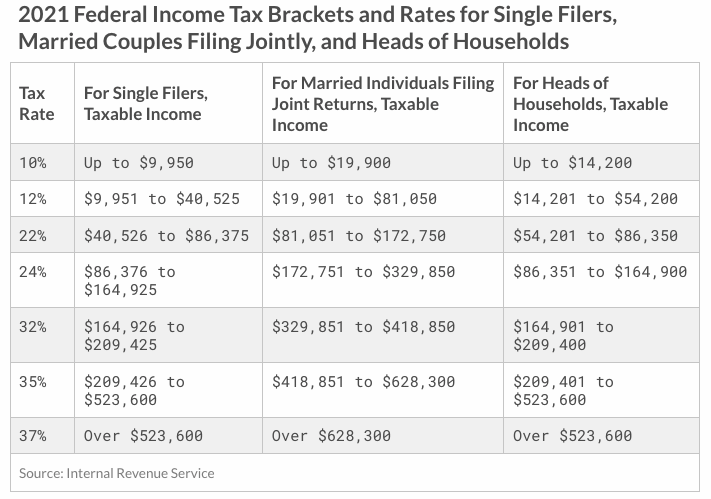 2021 Federal Income Tax Brackets and Rates for Single Filers,
Married Couples Filing Jointly, and Heads of Households
Tax
Rate
For Single Filers,
Taxable Income
For Married Individuals Filing
Joint Returns, Taxable
Income
For Heads of
Households, Taxable
Income
10%
Up to $9,950
Up to $19,900
Up to $14,200
12%
$9,951 to $40,525
$19,901 to $81,050
$14,201 to $54,200
22%
$40,526 to $86,375
$81,051 to $172,750
$54,201 to $86,350
24%
$86,376 to
$164,925
$172,751 to $329,850
$86,351 to $164,900
32%
$164,926 to
$209,425
$329,851 to $418,850
$164,901 to
$209,400
35%
$209,426 to
$523,600
$418,851 to $628,300
$209,401 to
$523,600
37%
Over $523,600
Over $628,300
Over $523,600
Source: Internal Revenue Service